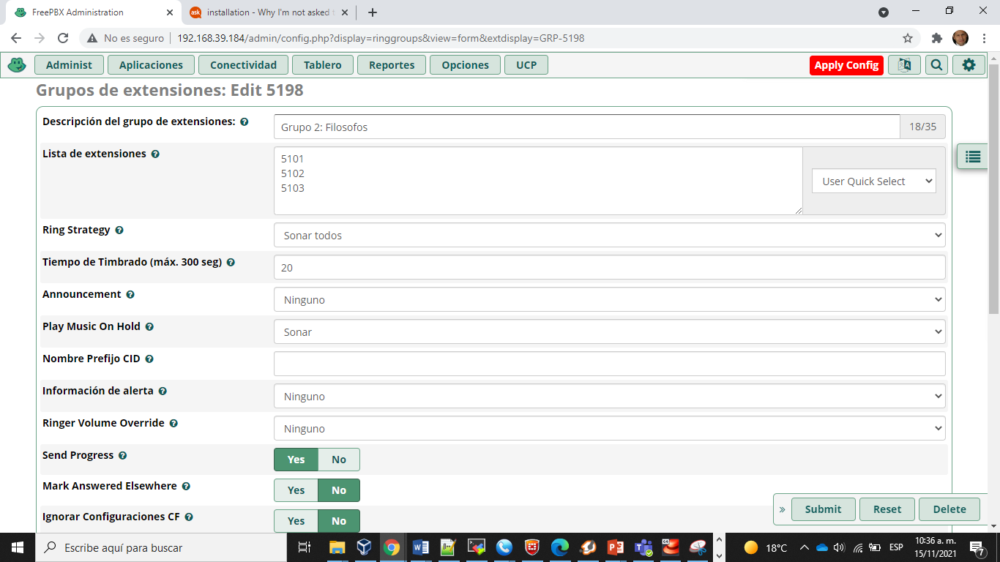 FreePBX Administration
installation - Why I'm not asked
No es seguro
192.168.39.184/admin/config.php?display=ringgroups&view=form&extdisplay=GRP-5198
Administ Aplicaciones Conectividad Tablero Reportes Opciones UCP Apply Config
Grupos de extensiones: Edit 5198
Descripción del grupo de extensiones: Grupo 2: Filosofos 18/35
Lista de extensiones
5101
5102
5103
User Quick Select
Ring Strategy Sonar todos
Tiempo de Timbrado (máx. 300 seg) 20
Announcement Ninguno
Play Music On Hold Sonar
Nombre Prefijo CID
Información de alerta Ninguno
Ringer Volume Override Ninguno
Send Progress Yes No
Mark Answered Elsewhere Yes No
Ignorar Configuraciones CF Yes No
» Submit Reset Delete
Escribe aquí para buscar
18°C
ESP
10:36 a. m.
15/11/2021
7